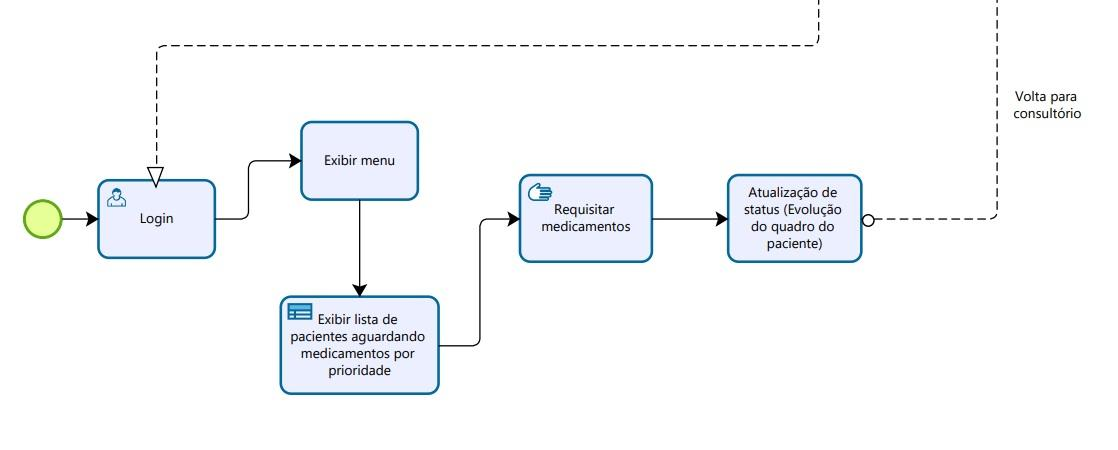 Login
Exibir menu
Exibir lista de
pacientes aguardando
medicamentos por
prioridade
Requisitar
medicamentos
Atualização de
status (Evolução
do quadro do
paciente)
Volta para
consultório